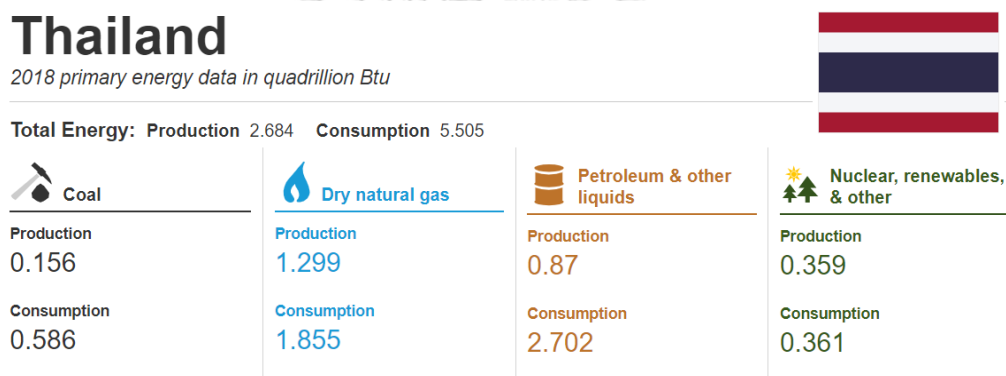 Thailand
2018 primary energy data in quadrillion Btu
Total Energy: Production 2.684 Consumption 5.505
Coal
Production
0.156
Consumption
0.586
Dry natural gas
Production
1.299
Consumption
1.855
Petroleum & other
liquids
Production
0.87
Consumption
2.702
Nuclear, renewables,
& other
Production
0.359
Consumption
0.361